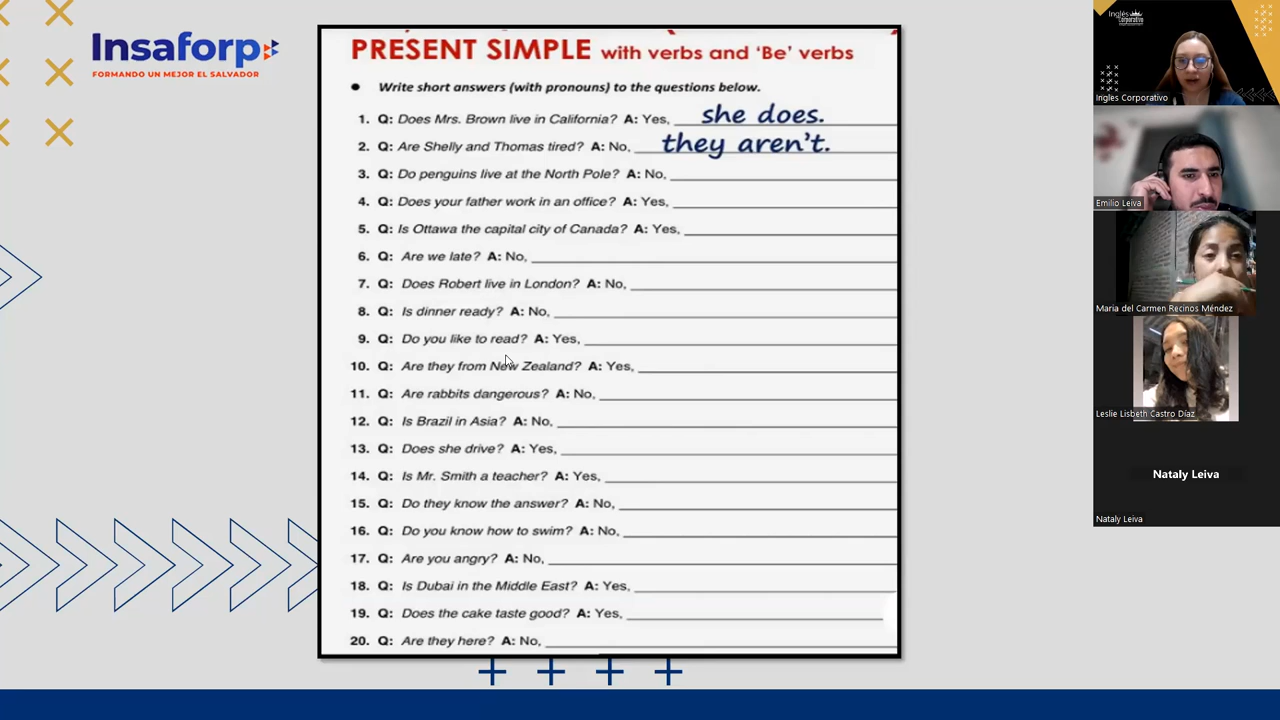 Insaforp
FORMANDO UN MEJOR EL SALVADOR
PRESENT SIMPLE with verbs and 'Be' verbs
● Write short answers (with pronouns) to the questions below.
1. Q: Does Mrs. Brown live in California? A: Yes, she does.
2. Q: Are Shelly and Thomas tired? A: No, they aren't.
3. Q: Do penguins live at the North Pole? A: No,
4. Q: Does your father work in an office? A: Yes,
5. Q: Is Ottawa the capital city of Canada? A: Yes,
6. Q: Are we late? A: No,
7. Q: Does Robert live in London? A: No,
8. Q: Is dinner ready? A: No,
9. Q: Do you like to read? A: Yes,
10. Q: Are they from New Zealand? A: Yes,
11. Q: Are rabbits dangerous? A: No,
12. Q: Is Brazil in Asia? A: No,
13. Q: Does she drive? A: Yes,
14. Q: Is Mr. Smith a teacher? A: Yes,
15. Q: Do they know the answer? A: No,
16. Q: Do you know how to swim? A: No,
17. Q: Are you angry? A: No,
18. Q: Is Dubai in the Middle East? A: Yes,
19. Q: Does the cake taste good? A: Yes,
20. Q: Are they here? A: No,
Inglés
Corporativo
Ingles Corporativo
Emilio Leiva
Maria del Carmen Recinos Méndez
Leslie Lisbeth Castro Díaz
Nataly Leiva
Nataly Leiva